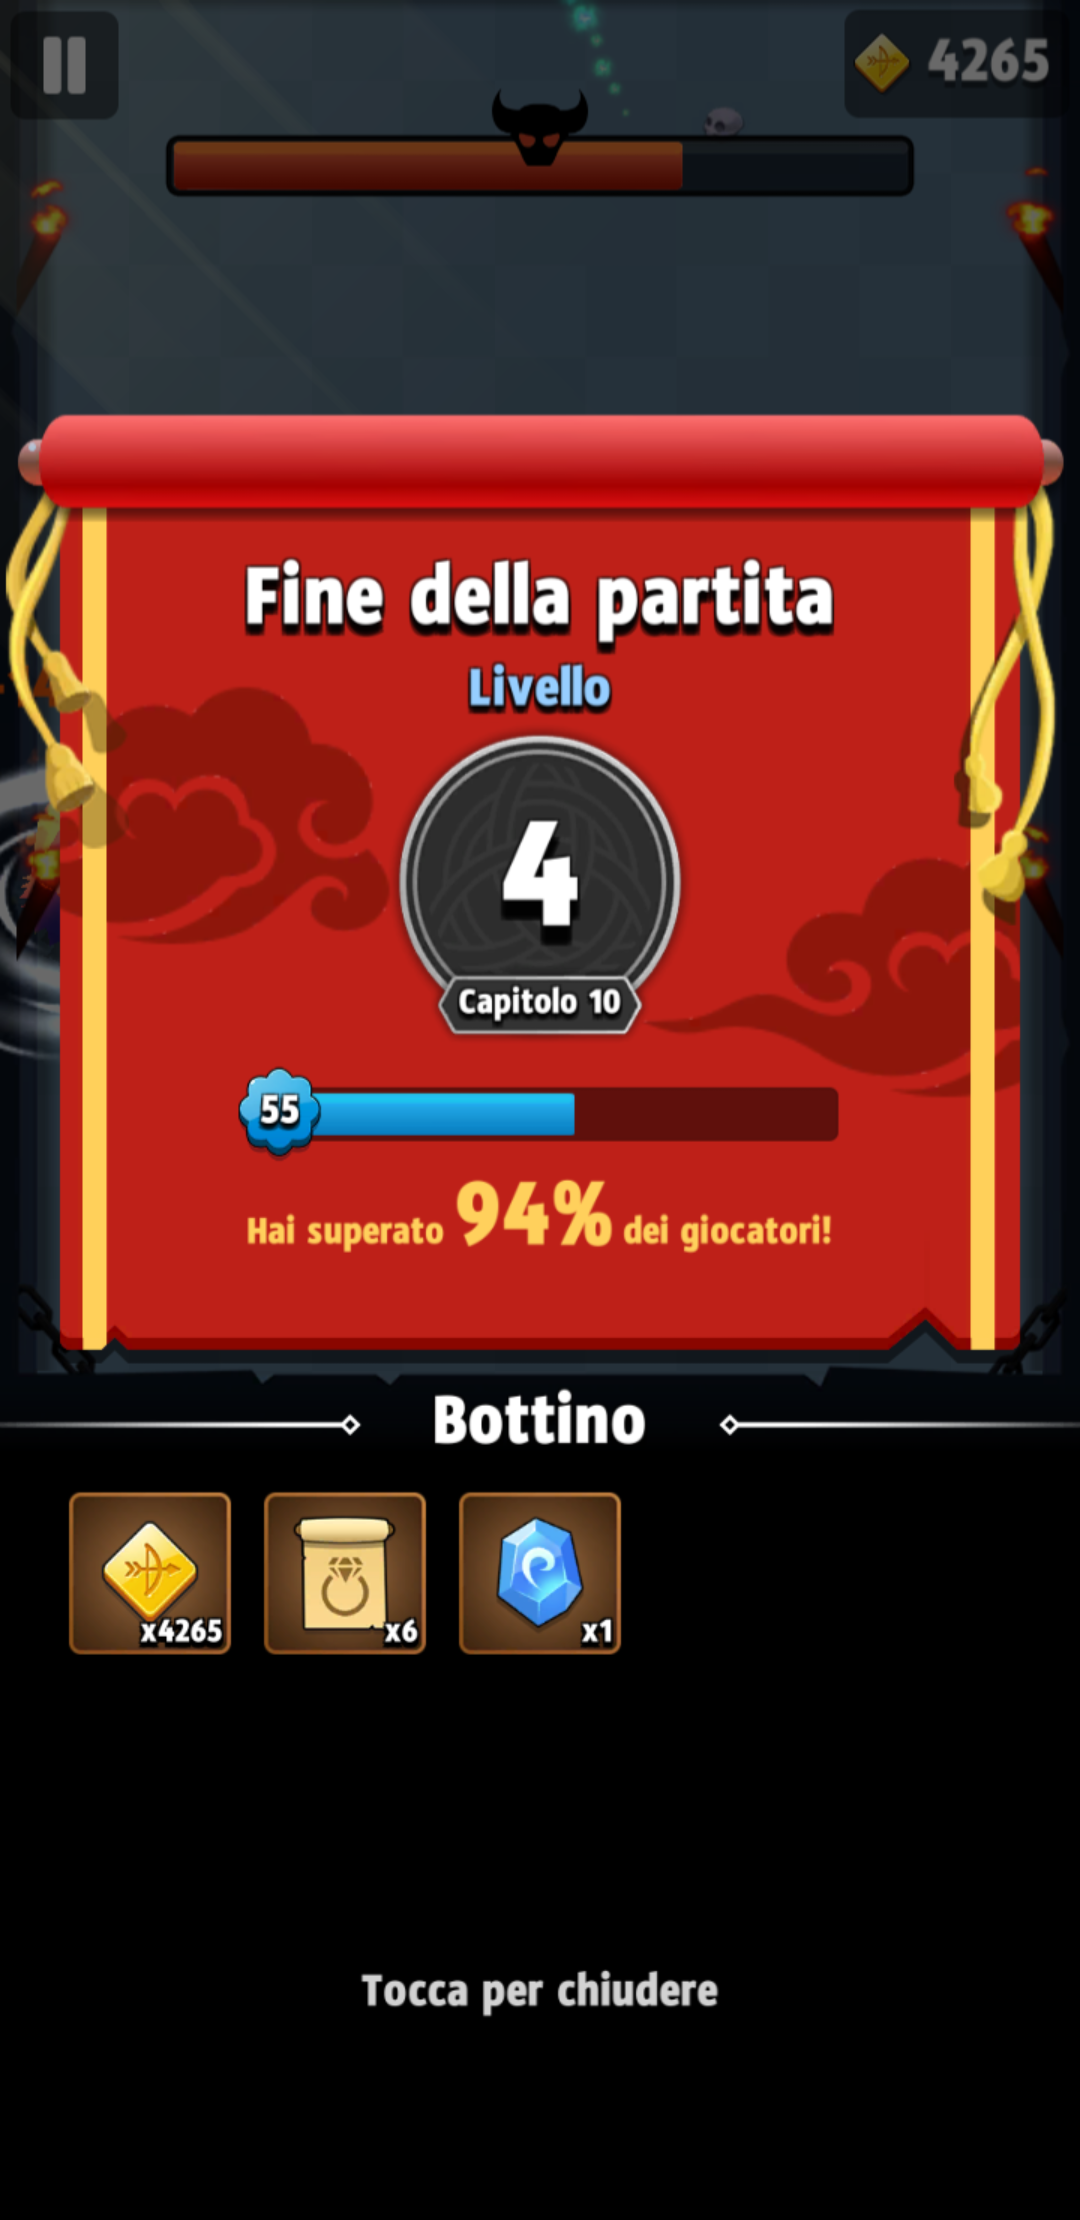 4265
Fine della partita
Livello
4
Capitolo 10
55
Hai superato 94% dei giocatori!
Bottino
x4265
x6
x1
Tocca per chiudere